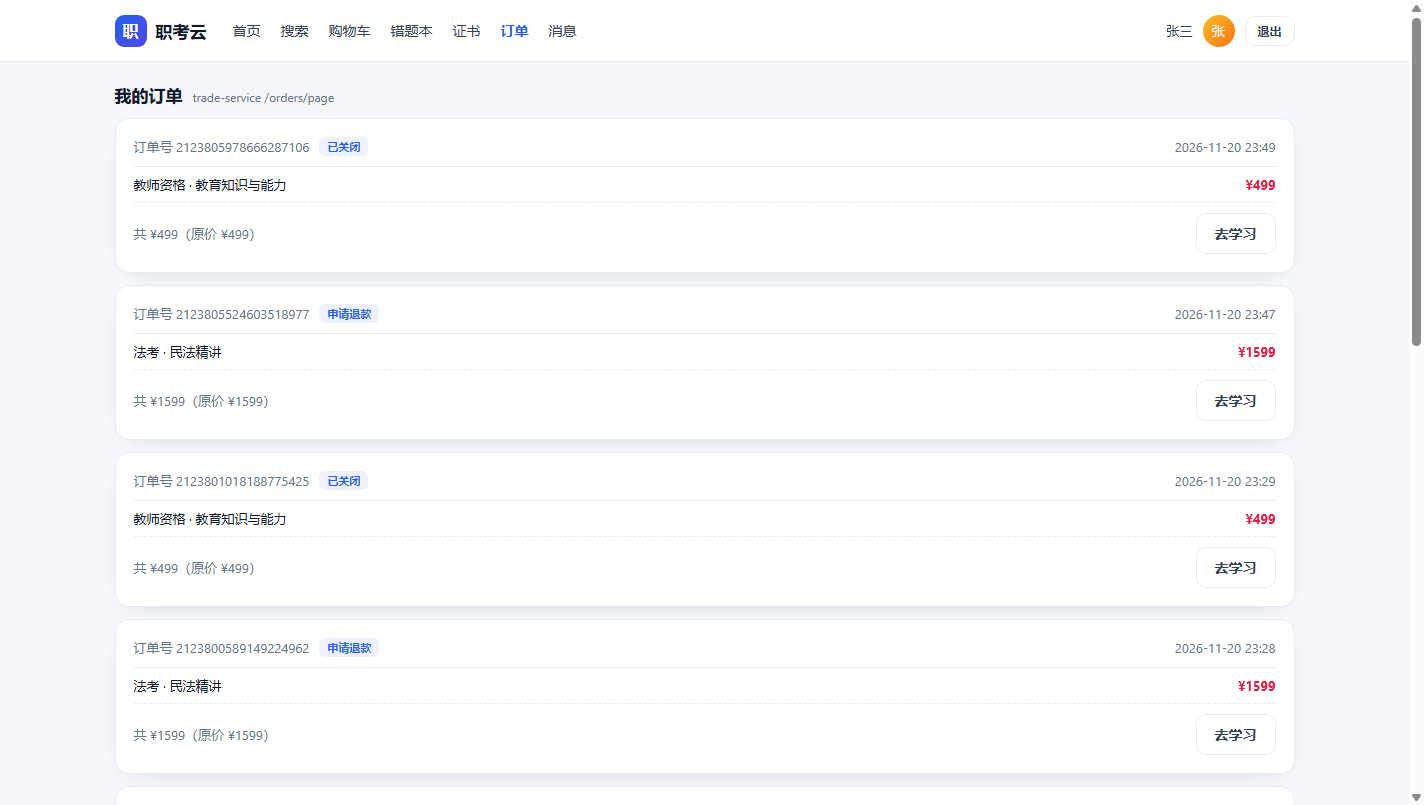 职 职考云 首页 搜索 购物车 错题本 证书 订单 消息 张三 张 退出
我的订单 trade-service /orders/page
订单号 2123805978666287106 已关闭 2026-11-20 23:49
教师资格 · 教育知识与能力 ¥499
共 ¥499（原价 ¥499） 去学习
订单号 2123805524603518977 申请退款 2026-11-20 23:47
法考 · 民法精讲 ¥1599
共 ¥1599（原价 ¥1599） 去学习
订单号 2123801018188775425 已关闭 2026-11-20 23:29
教师资格 · 教育知识与能力 ¥499
共 ¥499（原价 ¥499） 去学习
订单号 2123800589149224962 申请退款 2026-11-20 23:28
法考 · 民法精讲 ¥1599
共 ¥1599（原价 ¥1599） 去学习